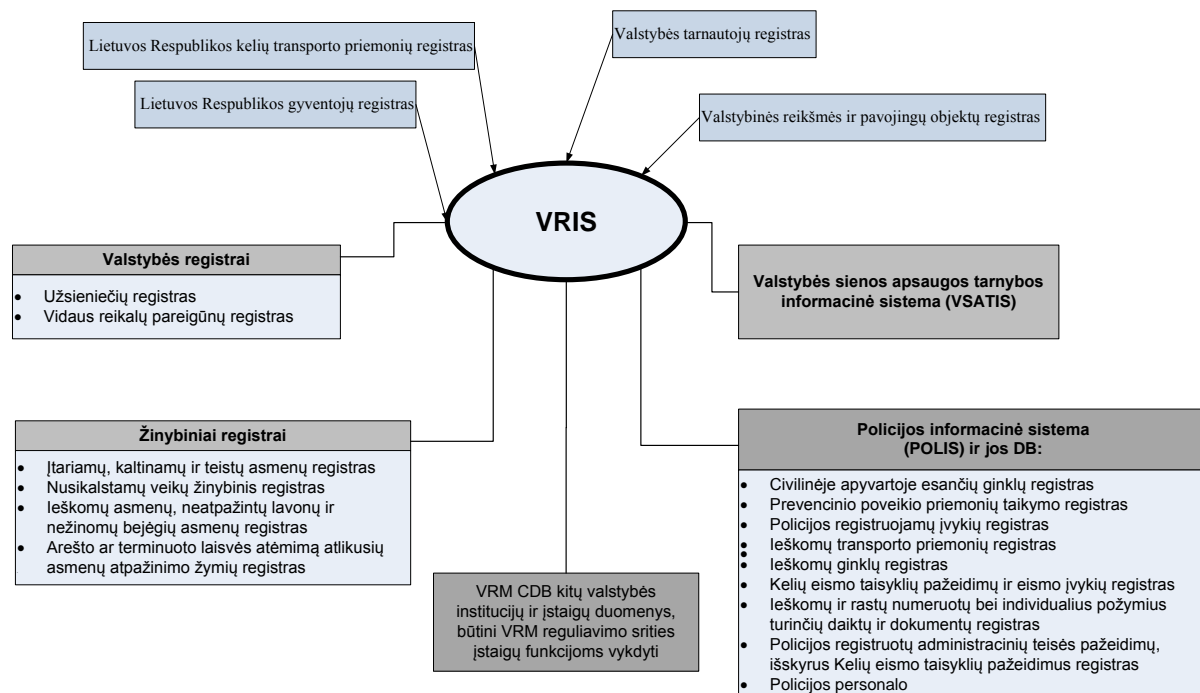 Lietuvos Respublikos kelių transporto priemonių registras
Valstybės tarnautojų registras
Lietuvos Respublikos gyventojų registras
Valstybinės reikšmės ir pavojingų objektų registras
VRIS
Valstybės registrai
• Užsieniečių registras
• Vidaus reikalų pareigūnų registras
Valstybės sienos apsaugos tarnybos
informacinė sistema (VSATIS)
Žinybiniai registrai
• Įtariamų, kaltinamų ir teistų asmenų registras
• Nusikalstamų veikų žinybinis registras
• Ieškomų asmenų, neatpažintų lavonų ir
nežinomų bejėgių asmenų registras
• Arešto ar terminuoto laisvės atėmimą atlikusių
asmenų atpažinimo žymių registras
VRM CDB kitų valstybės
institucijų ir įstaigų duomenys,
būtini VRM reguliavimo srities
įstaigų funkcijoms vykdyti
Policijos informacinė sistema
(POLIS) ir jos DB:
• Civilinėje apyvartoje esančių ginklų registras
• Prevencinio poveikio priemonių taikymo registras
• Policijos registruojamų įvykių registras
• Ieškomų transporto priemonių registras
• Ieškomų ginklų registras
• Kelių eismo taisyklių pažeidimų ir eismo įvykių registras
• Ieškomų ir rastų numeruotų bei individualius požymius
turinčių daiktų ir dokumentų registras
• Policijos registruotų administracinių teisės pažeidimų,
išskyrus Kelių eismo taisyklių pažeidimus registras
• Policijos personalo